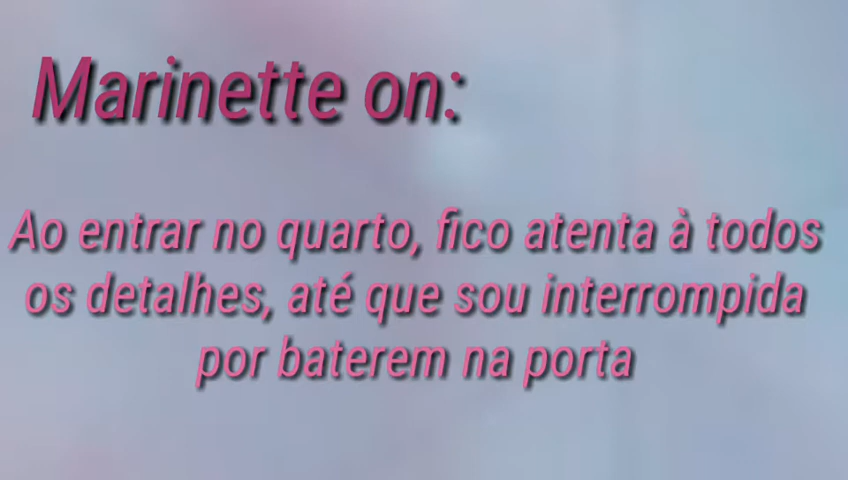 Marinette on:
Ao entrar no quarto, fico atenta à todos
os detalhes, até que sou interrompida
por baterem na porta